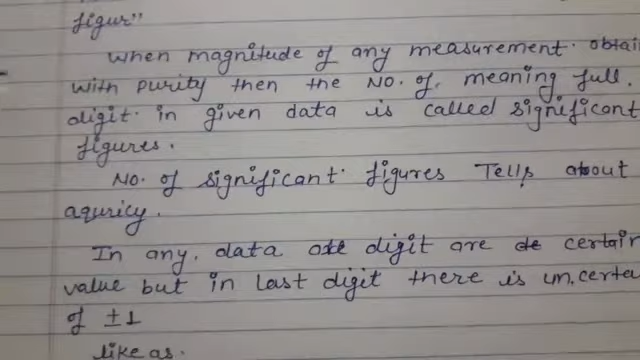 figur"
When magnitude of any measurement. obtai
with purity then the No. of. meaning full.
digit. in given data is called significant
figures.
No. of significant. figures Tells about
aquricy.
In any. data digit are certain
value but in last digit there is un.certa
of ±1
like as.